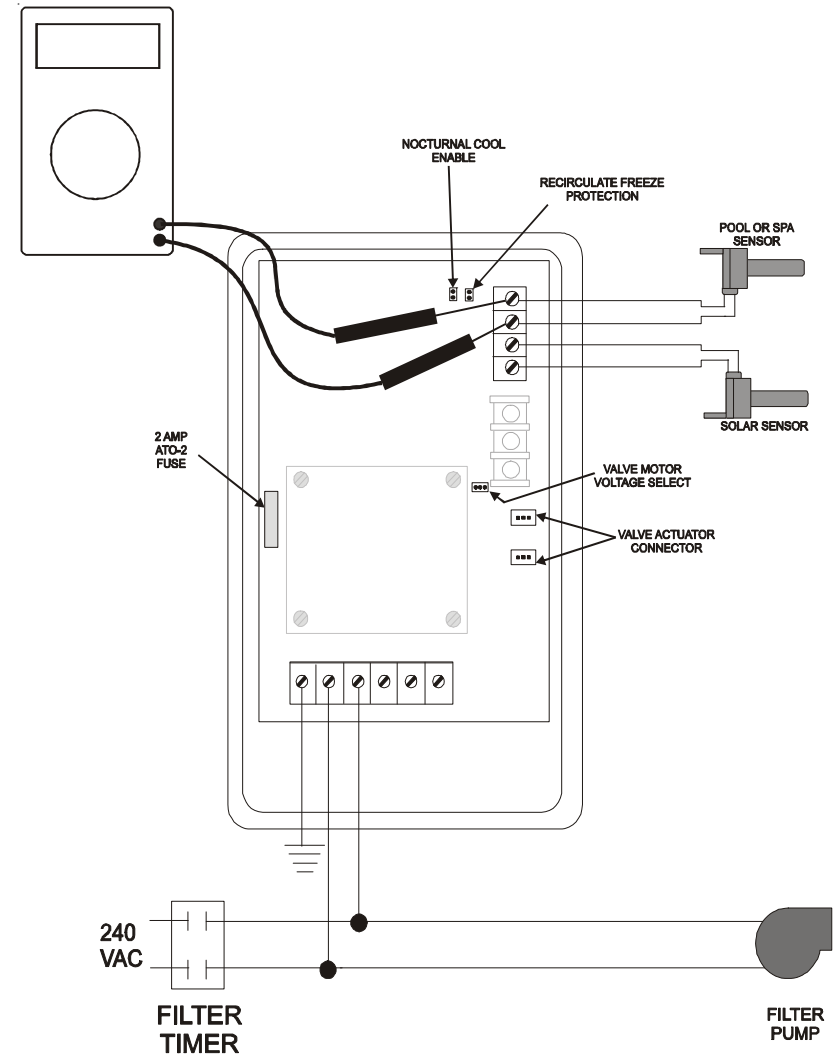 NOCTURNAL COOL
ENABLE
RECIRCULATE FREEZE
PROTECTION
POOL OR SPA
SENSOR
SOLAR SENSOR
2 AMP
ATO-2
FUSE
VALVE MOTOR
VOLTAGE SELECT
VALVE ACTUATOR
CONNECTOR
240
VAC
FILTER
TIMER
FILTER
PUMP